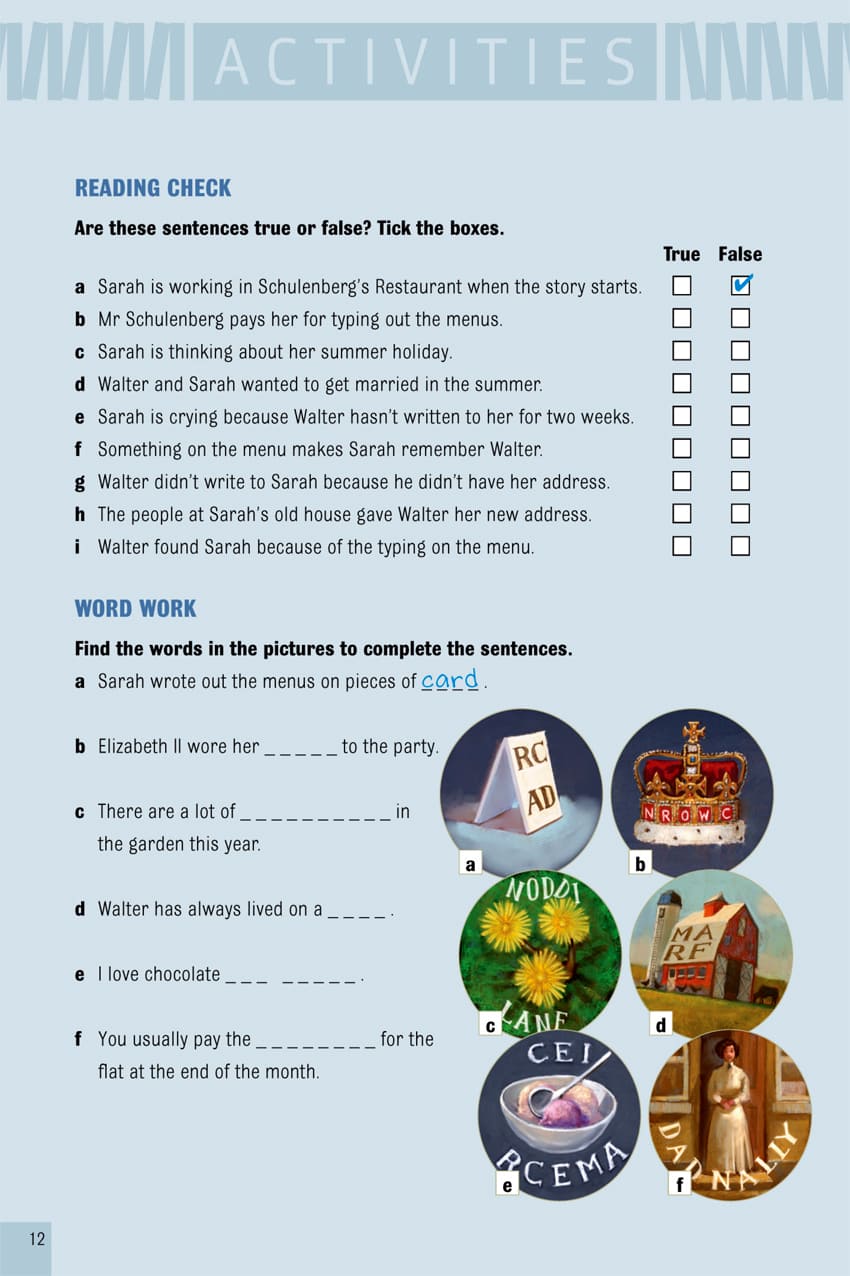 ACTIVITIES
READING CHECK
Are these sentences true or false? Tick the boxes.
True False
a Sarah is working in Schulenberg's Restaurant when the story starts.
b Mr Schulenberg pays her for typing out the menus.
c Sarah is thinking about her summer holiday.
d Walter and Sarah wanted to get married in the summer.
e Sarah is crying because Walter hasn't written to her for two weeks.
f Something on the menu makes Sarah remember Walter.
g Walter didn't write to Sarah because he didn't have her address.
h The people at Sarah's old house gave Walter her new address.
i Walter found Sarah because of the typing on the menu.
WORD WORK
Find the words in the pictures to complete the sentences.
a Sarah wrote out the menus on pieces of card .
b Elizabeth II wore her _ _ _ _ _ to the party.
c There are a lot of _ _ _ _ _ _ _ _ _ _ in
the garden this year.
d Walter has always lived on a _ _ _ _ .
e I love chocolate _ _ _ _ _ _ _ _ .
f You usually pay the _ _ _ _ _ _ _ _ for the
flat at the end of the month.
RC
AD
a
NROWC
b
NODDI
LANE
c
MA
RF
d
CEI
RCEMA
e
DAD NALLIY
f
12